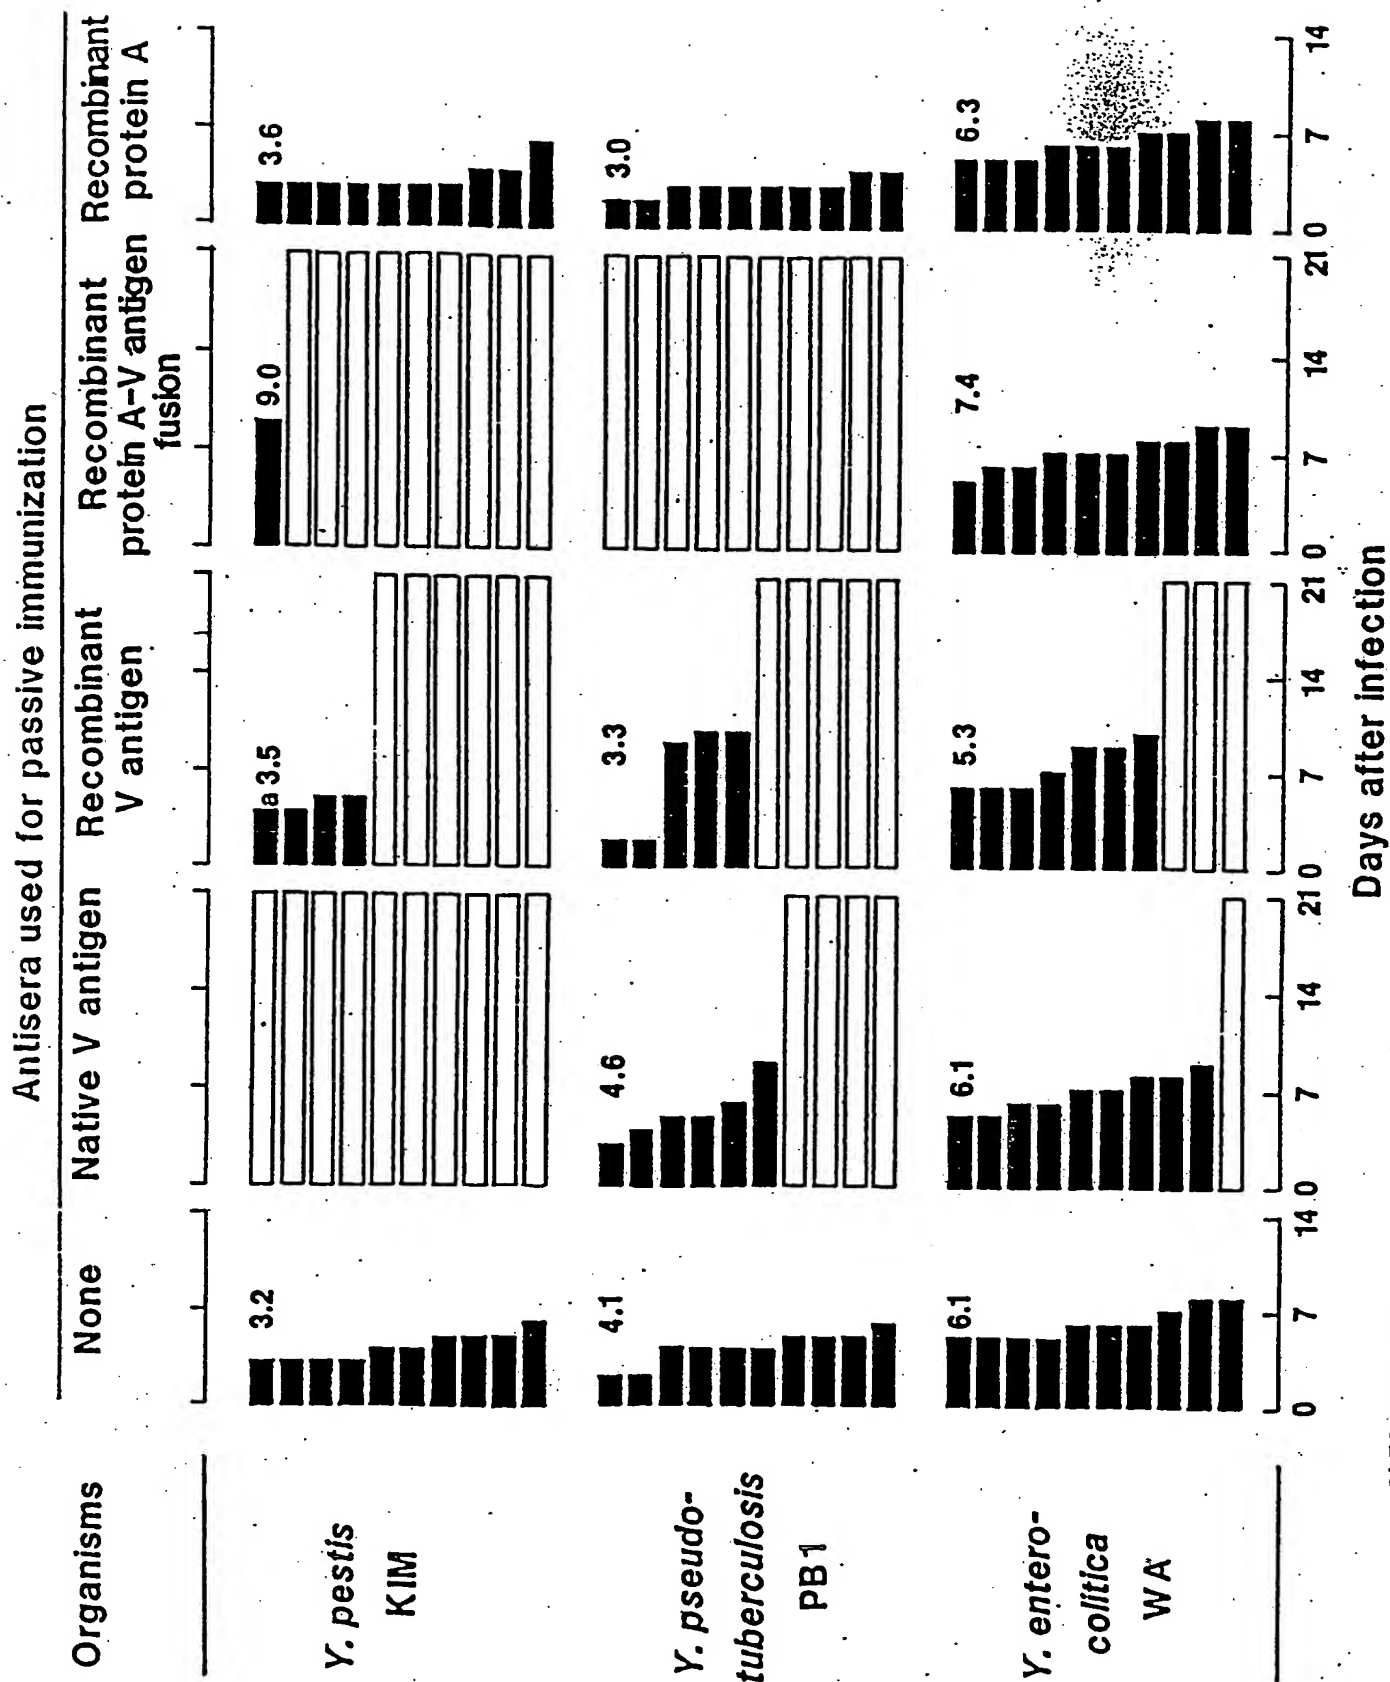 Antisera used for passive immunization
Organisms
None
Native V antigen
Recombinant
V antigen
Recombinant
protein A-V antigen
fusion
Recombinant
protein A
Y. pestis
KIM
3.2
a 3.5
9.0
3.6
Y. pseudo-
tuberculosis
PB1
4.1
4.6
3.3
3.0
Y. entero-
colitica
WA
6.1
6.1
5.3
7.4
6.3
0 7 14
0 7 14 21
0 7 14 21
0 7 14 21
0 7 14
Days after infection